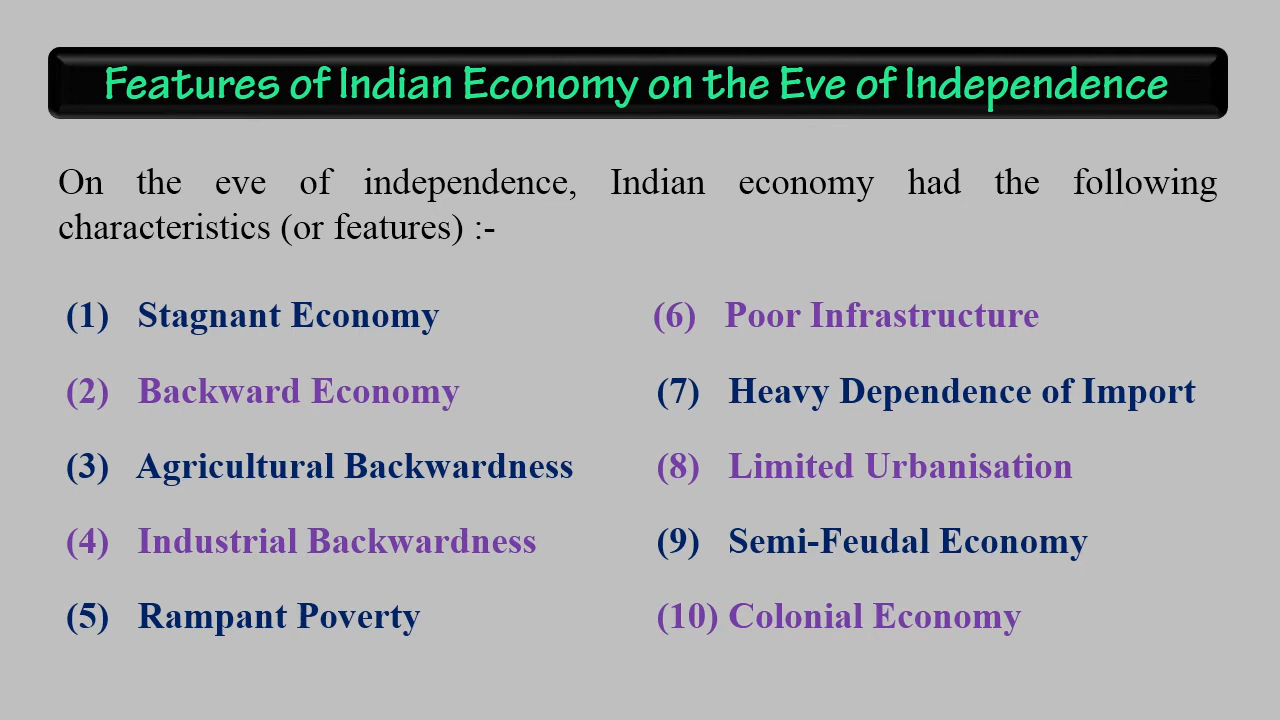 Features of Indian Economy on the Eve of Independence
On the eve of independence, Indian economy had the following
characteristics (or features) :-
(1) Stagnant Economy
(2) Backward Economy
(3) Agricultural Backwardness
(4) Industrial Backwardness
(5) Rampant Poverty
(6) Poor Infrastructure
(7) Heavy Dependence of Import
(8) Limited Urbanisation
(9) Semi-Feudal Economy
(10) Colonial Economy